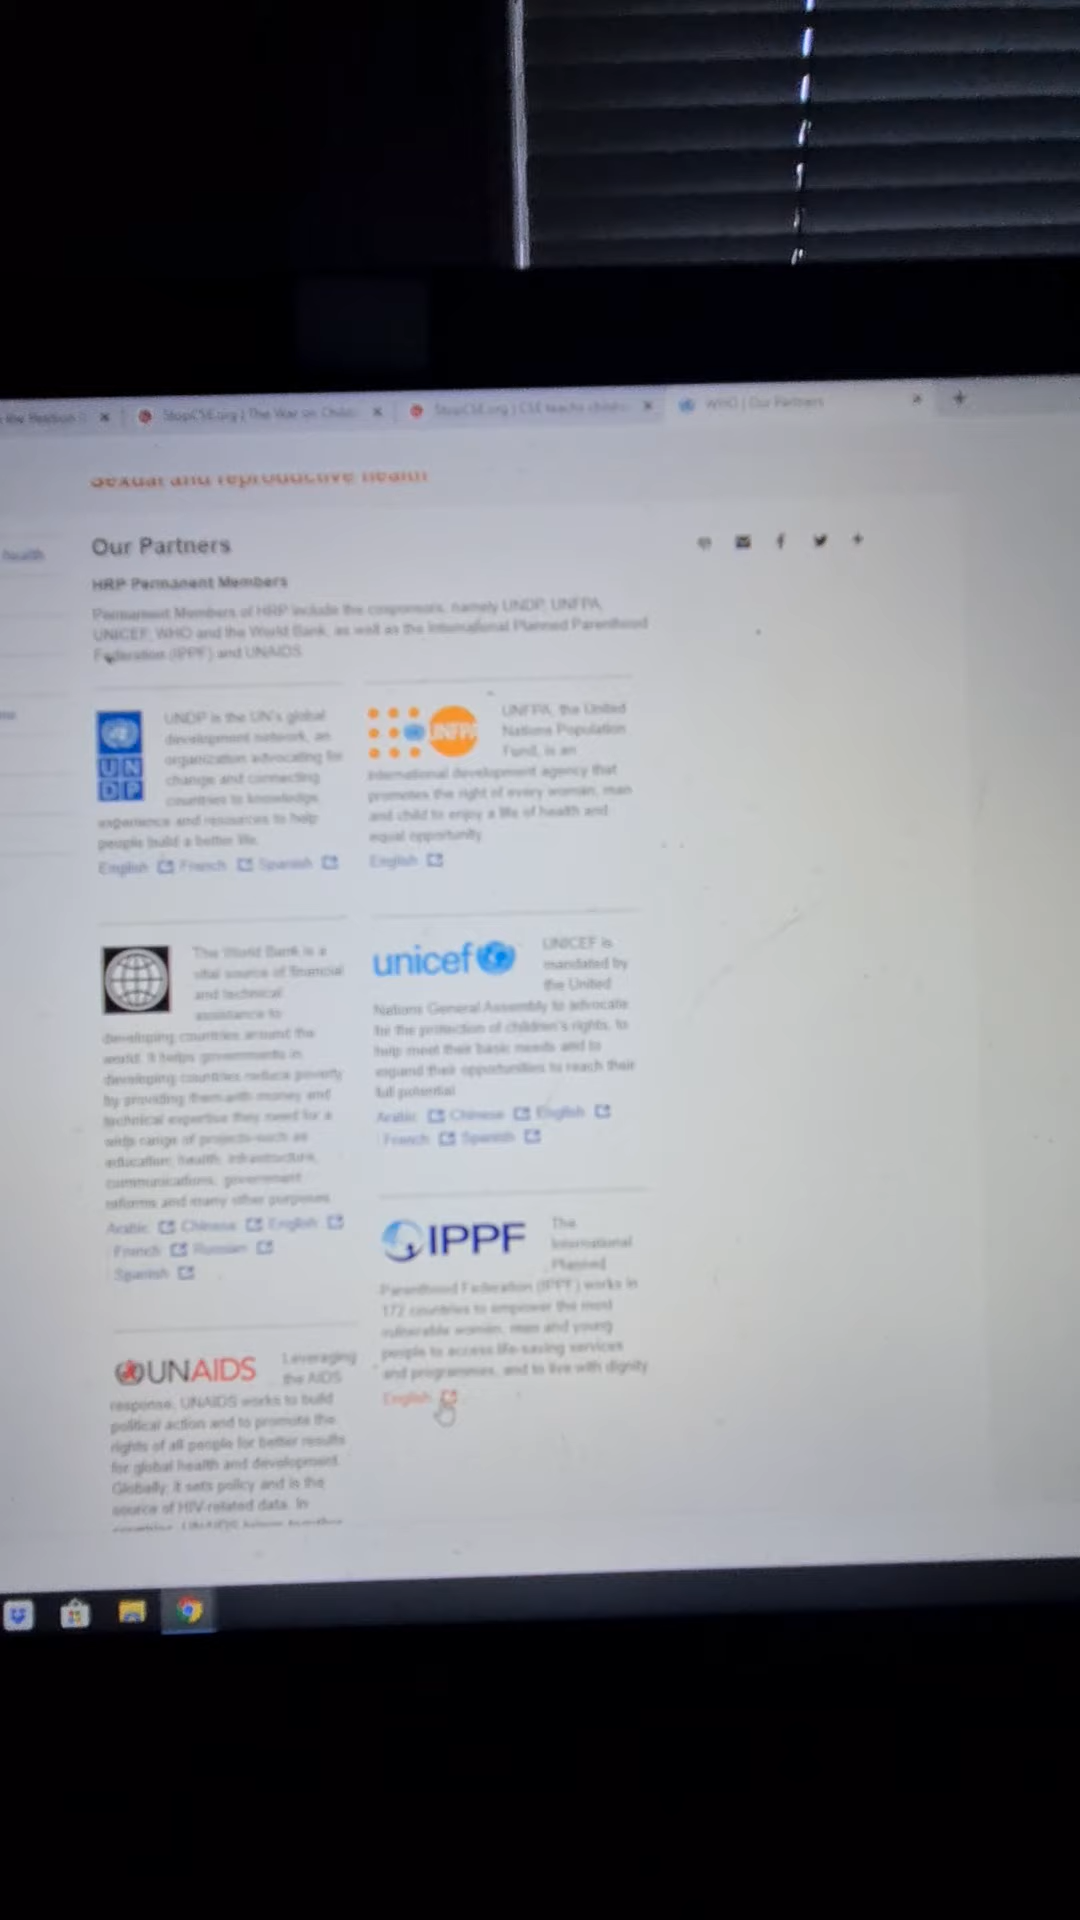 StopCSE.org | The War on Child
StopCSE.org | CSE teachs childre
WHO | Our Partners
Sexual and reproductive health
health
Our Partners
HRP Permanent Members
Permanent Members of HRP include the cosponsors, namely UNDP, UNFPA,
UNICEF, WHO and the World Bank, as well as the International Planned Parenthood
Federation (IPPF) and UNAIDS
UN
DP
UNDP is the UN's global
development network, an
organization advocating for
change and connecting
countries to knowledge,
experience and resources to help
people build a better life.
English French Spanish
UNFPA
UNFPA, the United
Nations Population
Fund, is an
international development agency that
promotes the right of every woman, man
and child to enjoy a life of health and
equal opportunity.
English
The World Bank is a
vital source of financial
and technical
assistance to
developing countries around the
world. It helps governments in
developing countries reduce poverty
by providing them with money and
technical expertise they need for a
wide range of projects-such as
education, health, infrastructure,
communications, government
reforms and many other purposes
Arabic Chinese English
French Russian
Spanish
unicef
UNICEF is
mandated by
the United
Nations General Assembly to advocate
for the protection of children's rights, to
help meet their basic needs and to
expand their opportunities to reach their
full potential
Arabic Chinese English
French Spanish
IPPF
The
International
Planned
Parenthood Federation (IPPF) works in
172 countries to empower the most
vulnerable women, men and young
people to access life-saving services
and programmes, and to live with dignity
English
UNAIDS
Leveraging
the AIDS
response, UNAIDS works to build
political action and to promote the
rights of all people for better results
for global health and development.
Globally, it sets policy and is the
source of HIV-related data. In
countries, UNAIDS brings together